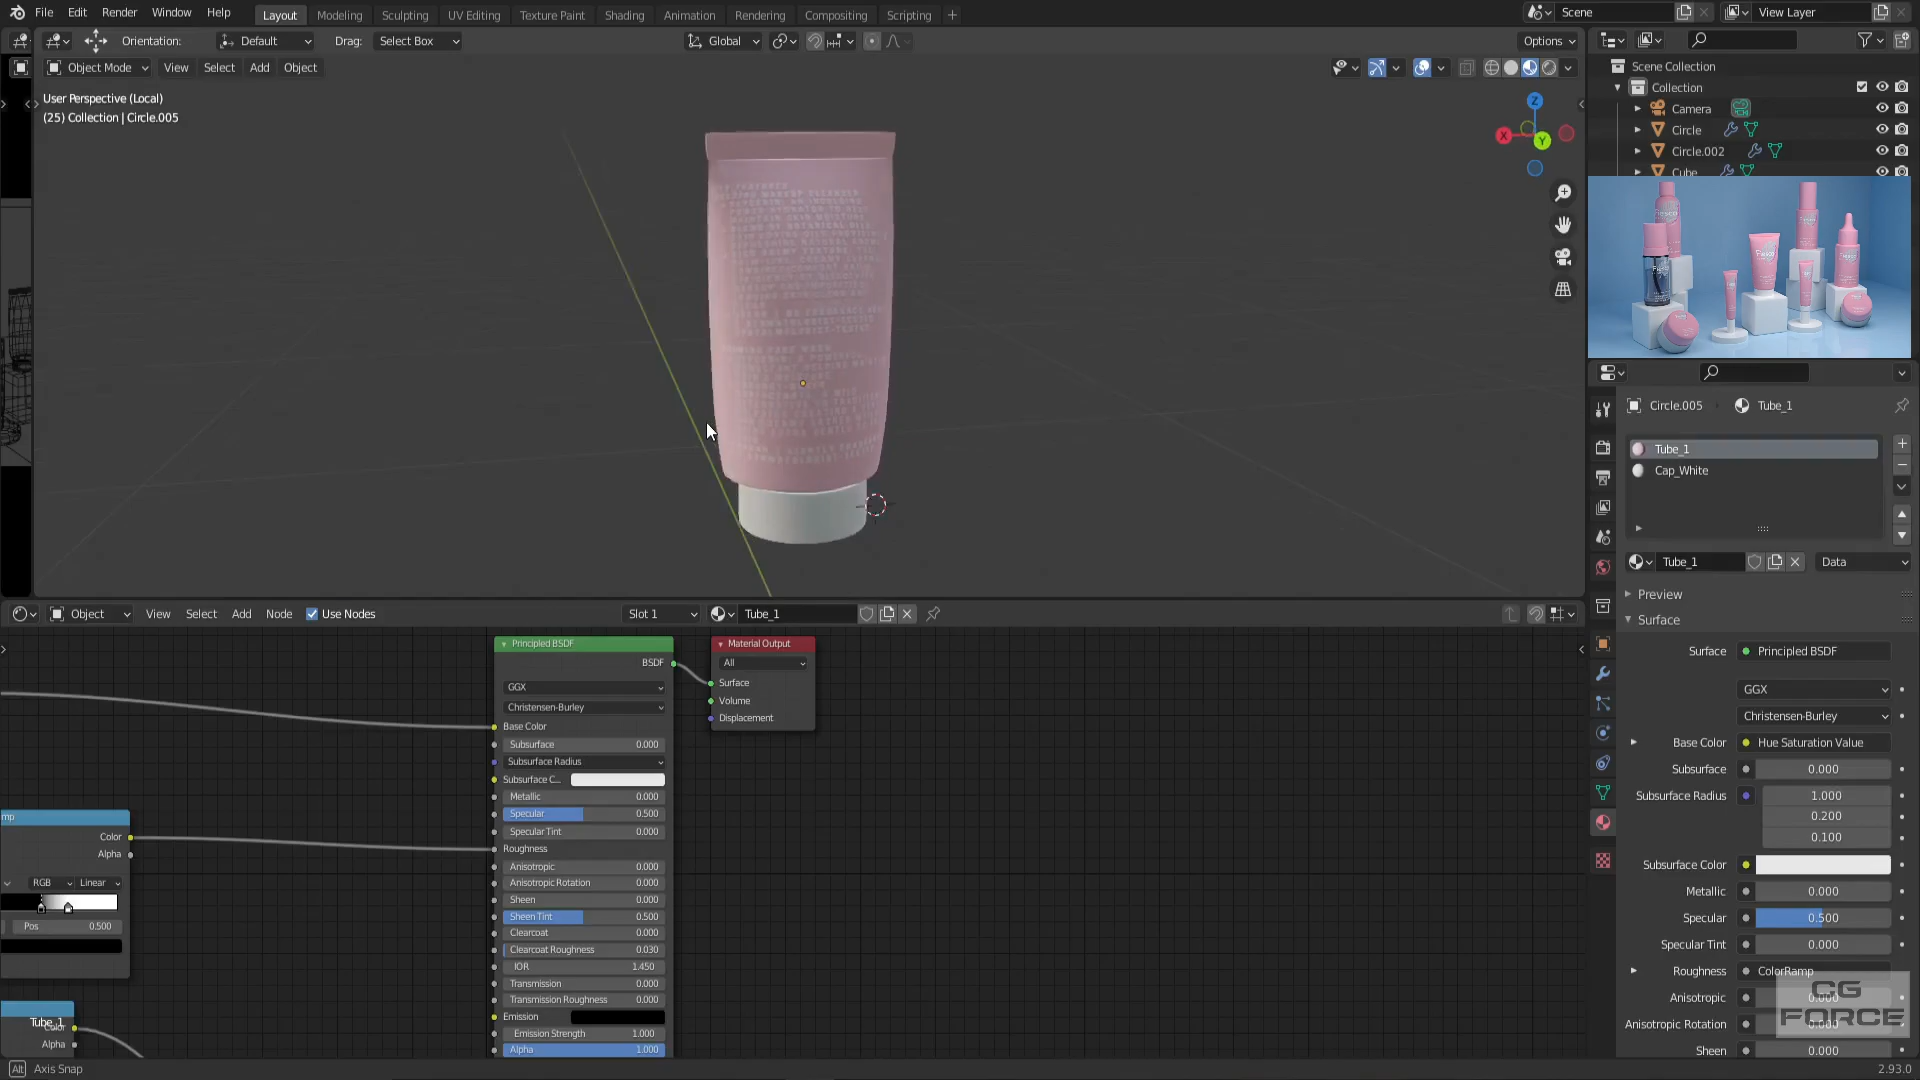 File Edit Render Window Help
Layout Modeling Sculpting UV Editing Texture Paint Shading Animation Rendering Compositing Scripting +
Scene
View Layer
Orientation: Default Drag: Select Box
Global
Options
Object Mode View Select Add Object
User Perspective (Local)
(25) Collection | Circle.005
Z
X
Y
Scene Collection
Collection
Camera
Circle
Circle.002
Cube
Circle.005 Tube_1
Tube_1
Cap_White
Tube_1 Data
Preview
Surface
Surface Principled BSDF
GGX
Christensen-Burley
Base Color Hue Saturation Value
Subsurface 0.000
Subsurface Radius 1.000
0.200
0.100
Subsurface Color
Metallic 0.000
Specular 0.500
Specular Tint 0.000
Roughness ColorRamp
Anisotropic 0.000
Anisotropic Rotation 0.000
Sheen 0.000
CG
FORCE
Object View Select Add Node Use Nodes Slot 1 Tube_1
Principled BSDF
BSDF
GGX
Christensen-Burley
Base Color
Subsurface 0.000
Subsurface Radius
Subsurface C...
Metallic 0.000
Specular 0.500
Specular Tint 0.000
Roughness
Anisotropic 0.000
Anisotropic Rotation 0.000
Sheen 0.000
Sheen Tint 0.500
Clearcoat 0.000
Clearcoat Roughness 0.030
IOR 1.450
Transmission 0.000
Transmission Roughness 0.000
Emission
Emission Strength 1.000
Alpha 1.000
Material Output
All
Surface
Volume
Displacement
mp
Color
Alpha
RGB Linear
Pos 0.500
Tube_1
Color
Alpha
Alt Axis Snap
2.93.0